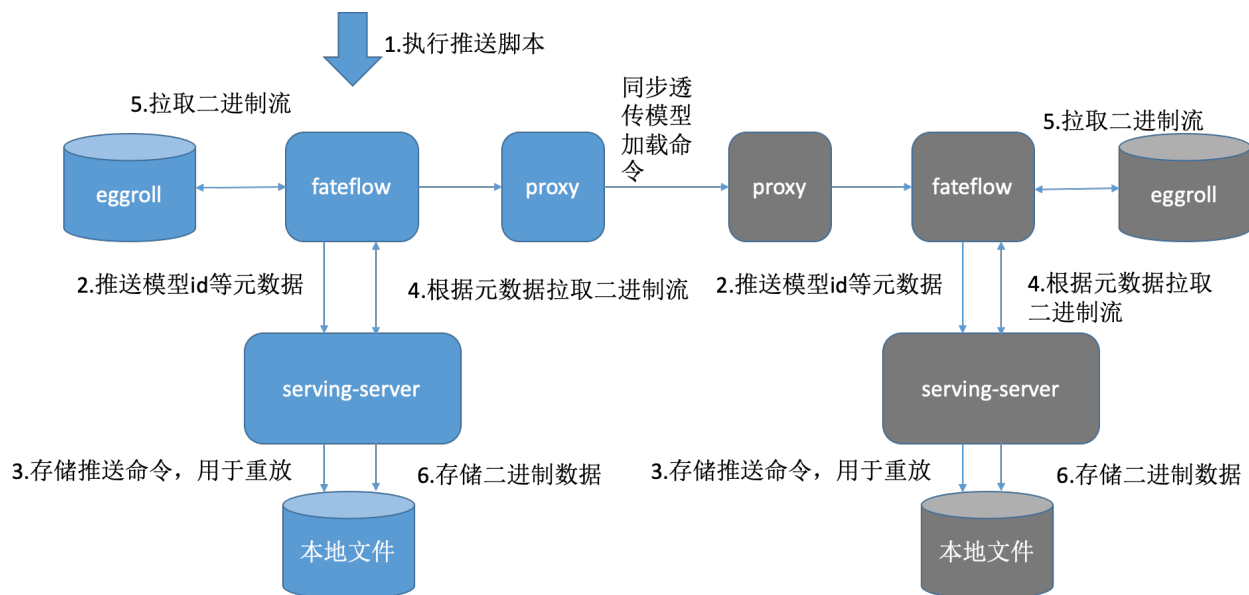 1.执行推送脚本
5.拉取二进制流
同步透
传模型
加载命
令
5.拉取二进制流
eggroll
fateflow
proxy
proxy
fateflow
eggroll
2.推送模型id等元数据
4.根据元数据拉取二进制流
2.推送模型id等元数据
4.根据元数据拉取
二进制流
serving-server
serving-server
3.存储推送命令，用于重放
6.存储二进制数据
3.存储推送命令，用于重放
6.存储二进制数据
本地文件
本地文件